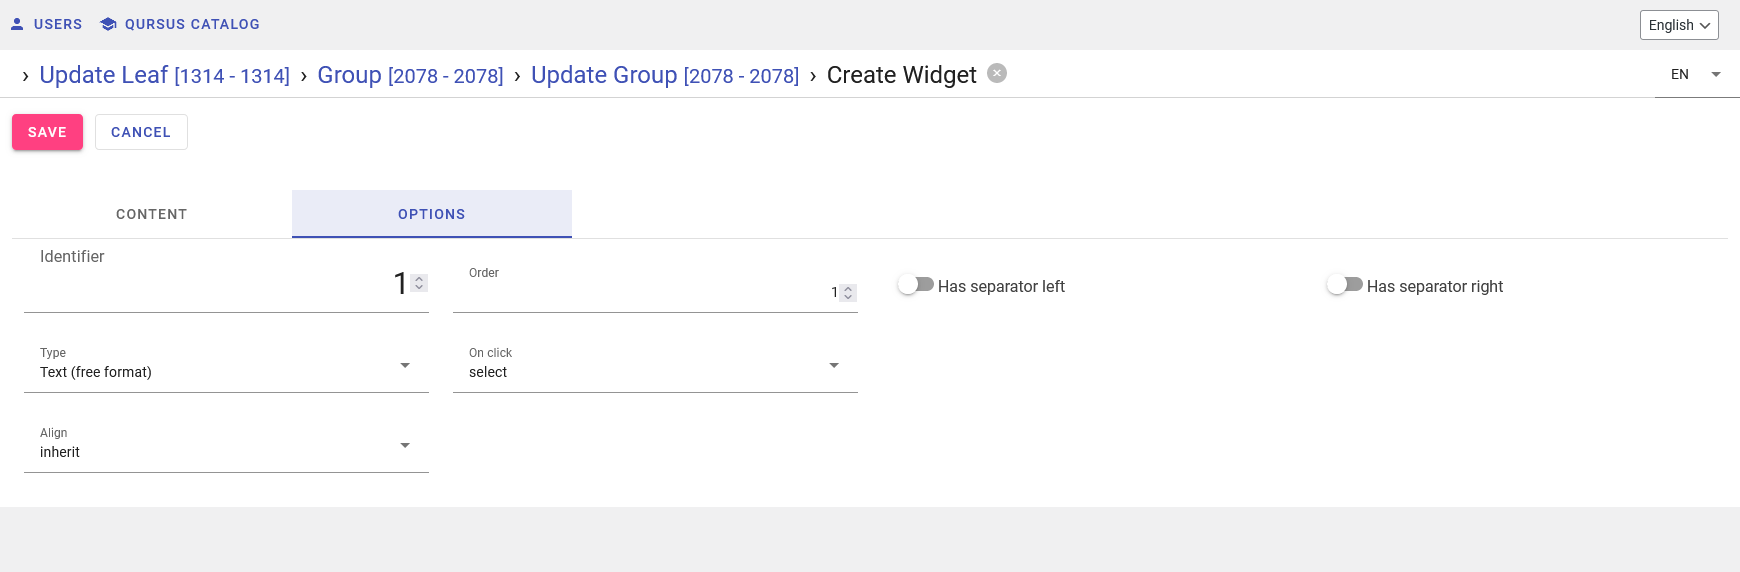 USERS QURSUS CATALOG English
› Update Leaf [1314 - 1314] › Group [2078 - 2078] › Update Group [2078 - 2078] › Create Widget EN
SAVE CANCEL
CONTENT OPTIONS
Identifier
1
Order
1
Has separator left
Has separator right
Type
Text (free format)
On click
select
Align
inherit